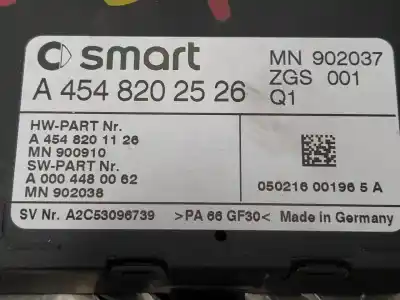 smart
MN 902037
ZGS 001
A 454 820 25 26
Q1
HW-PART Nr.
A 454 820 11 26
MN 900910
SW-PART Nr.
A 000 448 00 62
MN 902038
050216 00196 5 A
SV Nr. A2C53096739 >PA 66 GF30< Made in Germany